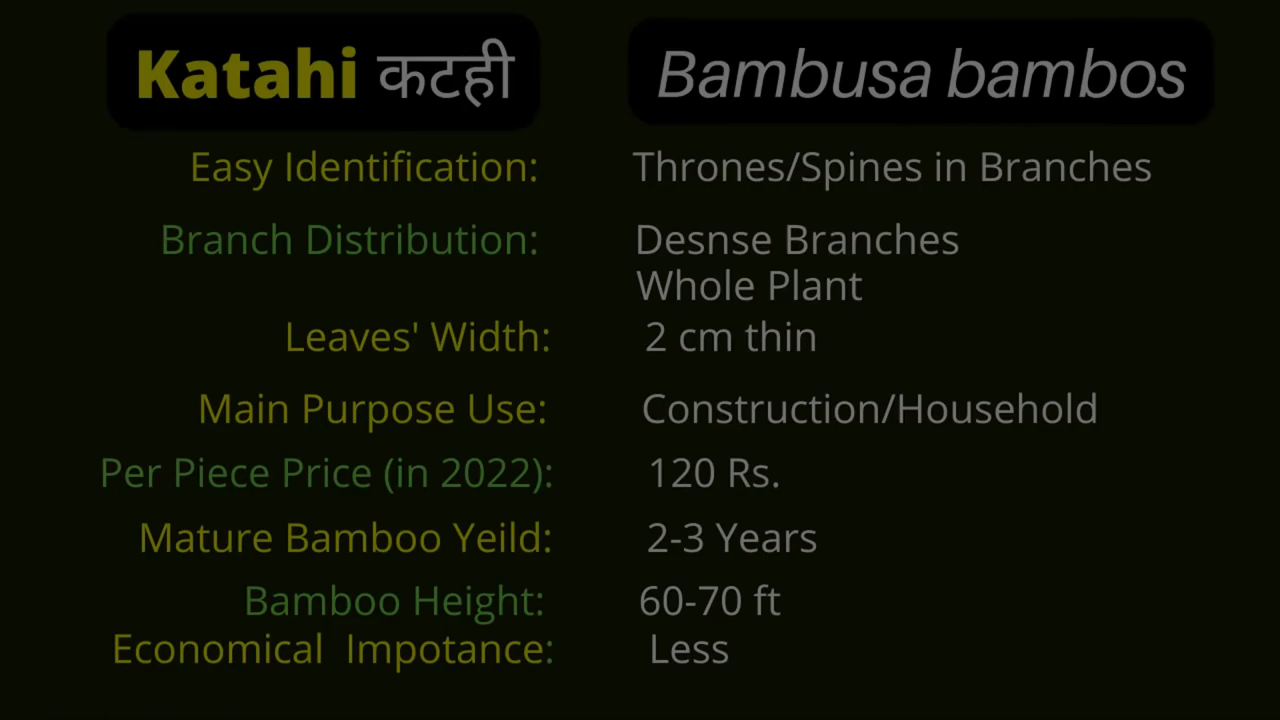 Katahi कटही Bambusa bambos
Easy Identification: Thrones/Spines in Branches
Branch Distribution: Desnse Branches
Whole Plant
Leaves' Width: 2 cm thin
Main Purpose Use: Construction/Household
Per Piece Price (in 2022): 120 Rs.
Mature Bamboo Yeild: 2-3 Years
Bamboo Height: 60-70 ft
Economical Impotance: Less